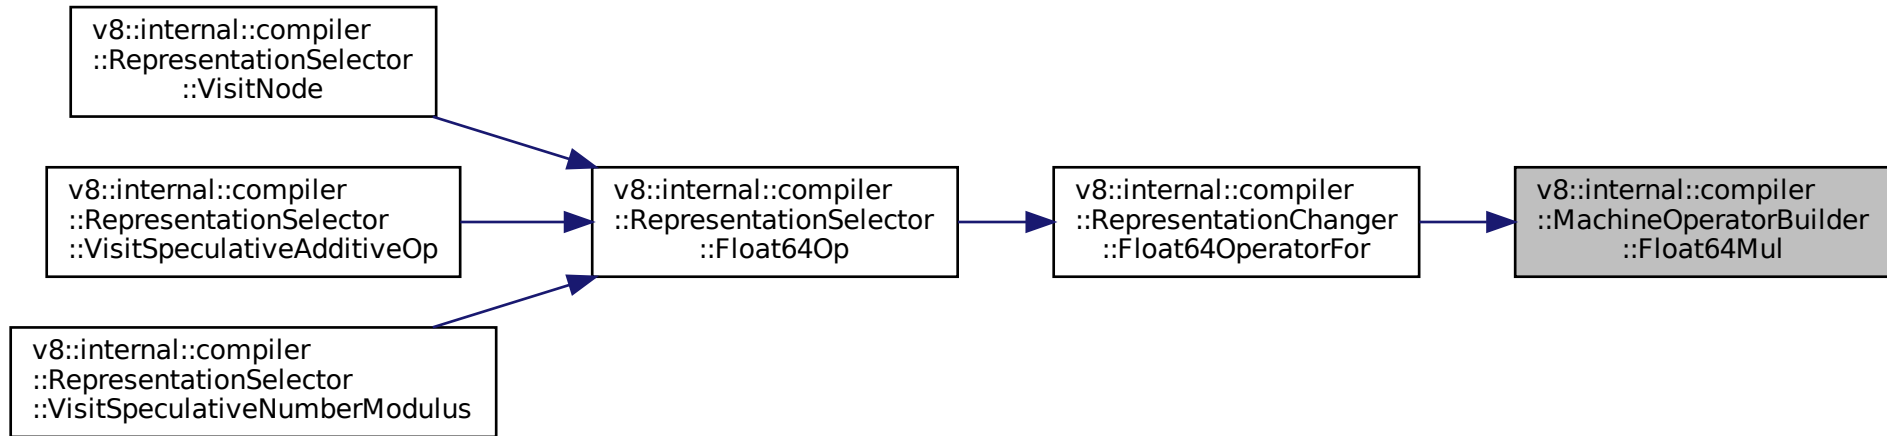 v8::internal::compiler
::RepresentationSelector
::VisitNode
v8::internal::compiler
::RepresentationSelector
::VisitSpeculativeAdditiveOp
v8::internal::compiler
::RepresentationSelector
::VisitSpeculativeNumberModulus
v8::internal::compiler
::RepresentationSelector
::Float64Op
v8::internal::compiler
::RepresentationChanger
::Float64OperatorFor
v8::internal::compiler
::MachineOperatorBuilder
::Float64Mul